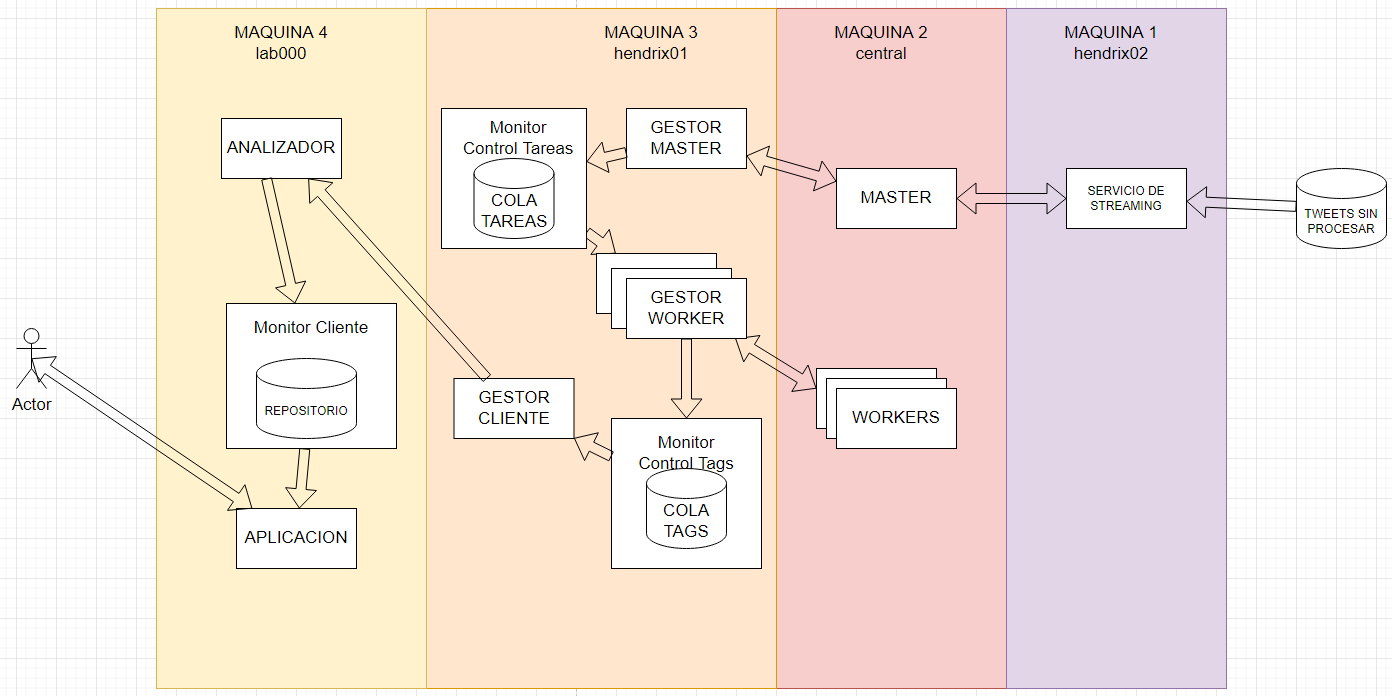 MAQUINA 4
lab000
MAQUINA 3
hendrix01
MAQUINA 2
central
MAQUINA 1
hendrix02
ANALIZADOR
Monitor
Control Tareas
COLA
TAREAS
GESTOR
MASTER
MASTER
SERVICIO DE
STREAMING
TWEETS SIN
PROCESAR
GESTOR
WORKER
Monitor Cliente
REPOSITORIO
Actor
GESTOR
CLIENTE
WORKERS
Monitor
Control Tags
COLA
TAGS
APLICACION